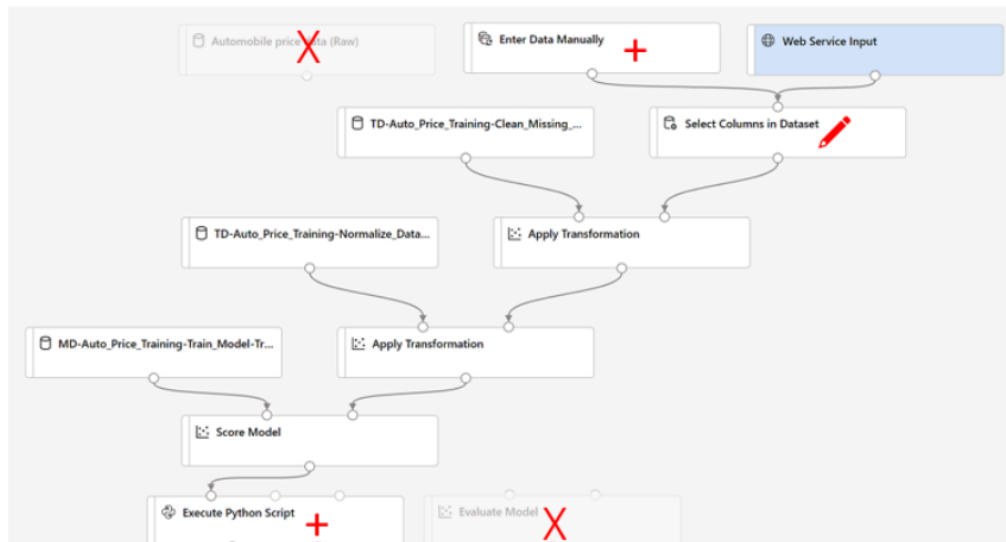 Automobile price data (Raw)
Enter Data Manually
Web Service Input
TD-Auto_Price_Training-Clean_Missing_...
Select Columns in Dataset
TD-Auto_Price_Training-Normalize_Data...
Apply Transformation
MD-Auto_Price_Training-Train_Model-Tr...
Apply Transformation
Score Model
Execute Python Script
Evaluate Model